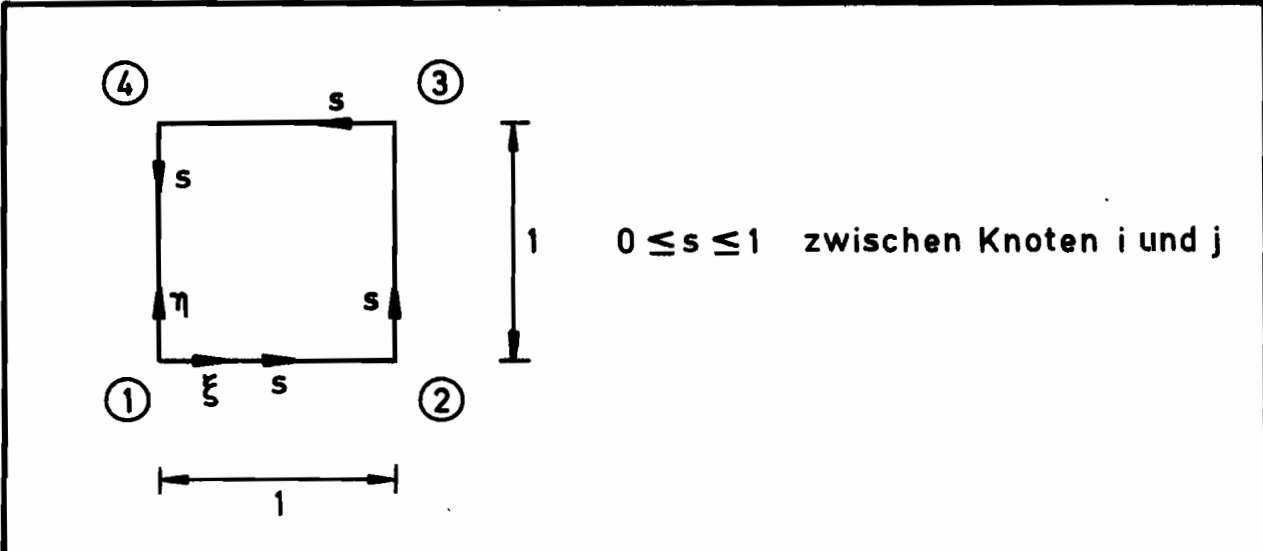 ④ ③
s
s
1 0 ≤ s ≤ 1 zwischen Knoten i und j
η s
① ξ s ②
1